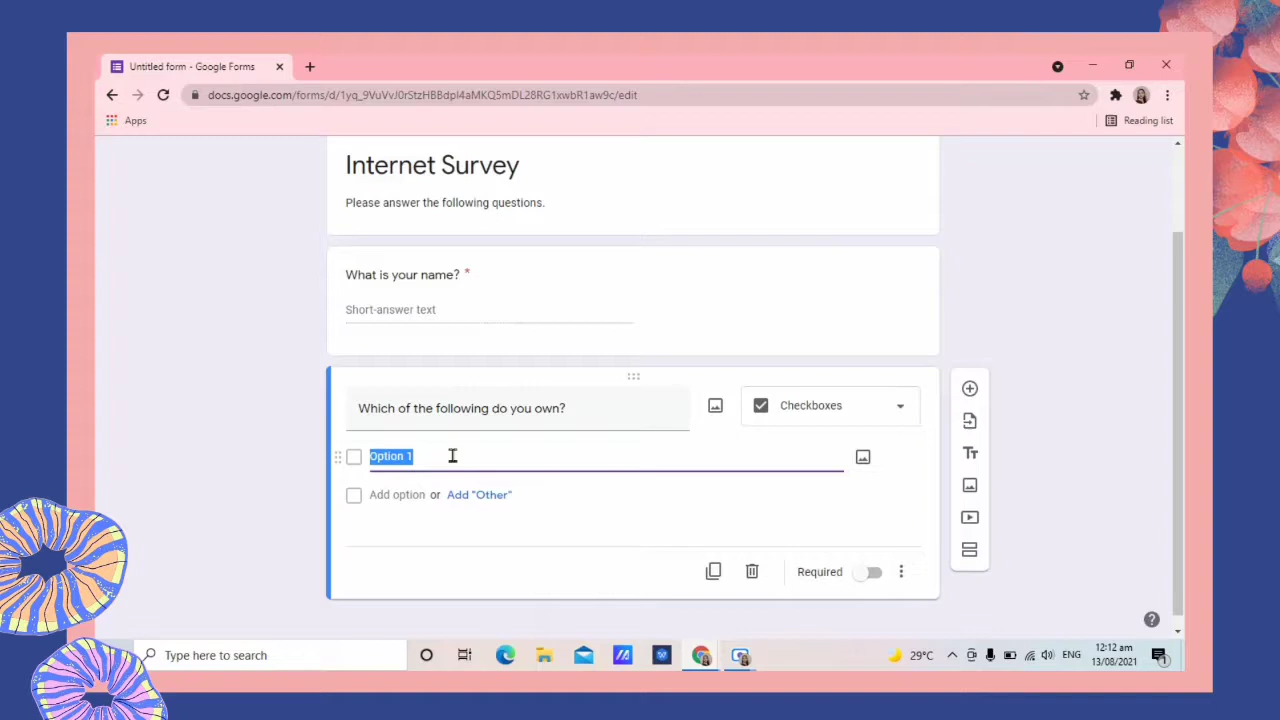 Untitled form - Google Forms
docs.google.com/forms/d/1yq_9VuVvJ0rStzHBBdpI4aMKQ5mDL28RG1xwbR1aw9c/edit
Apps
Reading list
Internet Survey
Please answer the following questions.
What is your name? *
Short-answer text
Which of the following do you own?
Checkboxes
Option 1
Add option or Add "Other"
Required
Type here to search
29°C
ENG
12:12 am
13/08/2021
1